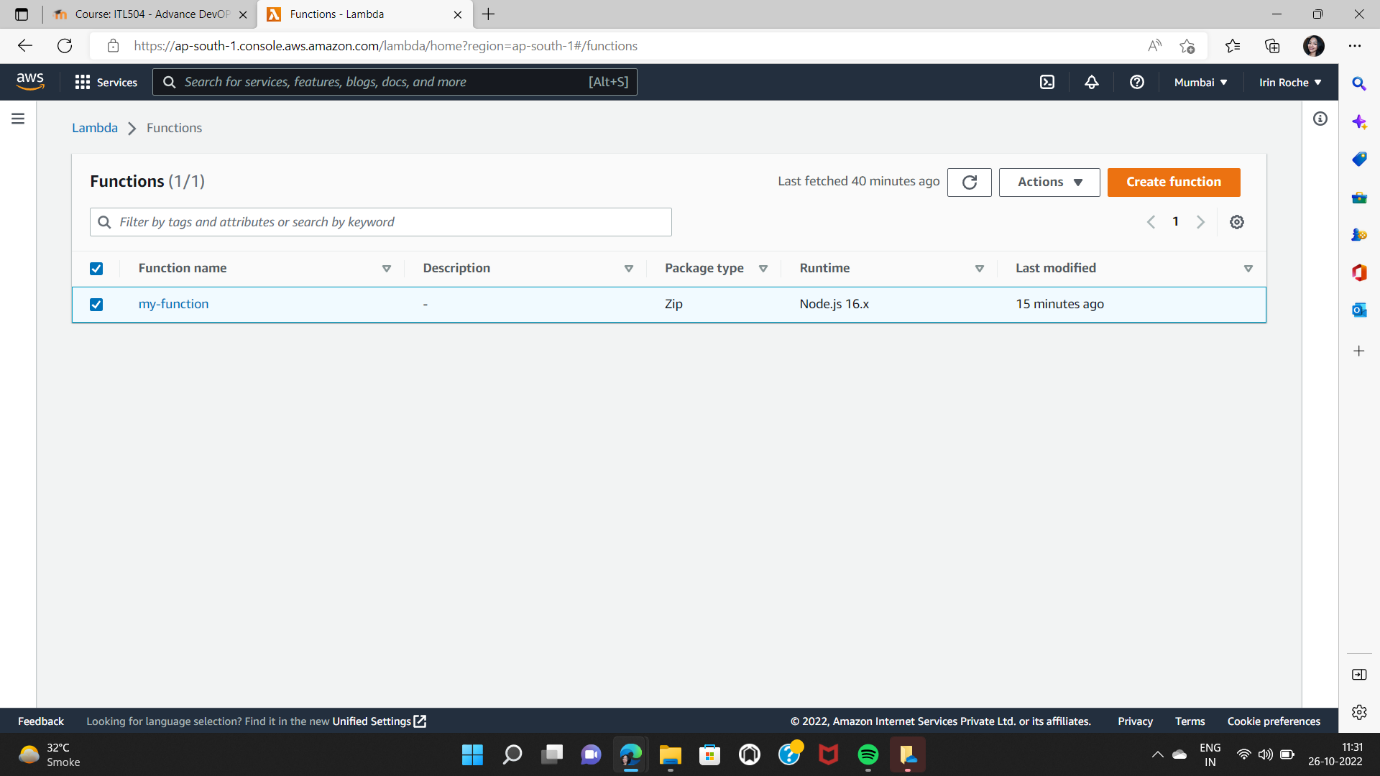 Course: ITL504 - Advance DevOP
Functions - Lambda
https://ap-south-1.console.aws.amazon.com/lambda/home?region=ap-south-1#/functions
aws
Services
Search for services, features, blogs, docs, and more
[Alt+S]
Mumbai
Irin Roche
Lambda
Functions
Functions (1/1)
Last fetched 40 minutes ago
Actions
Create function
Filter by tags and attributes or search by keyword
1
Function name
Description
Package type
Runtime
Last modified
my-function
-
Zip
Node.js 16.x
15 minutes ago
Feedback
Looking for language selection? Find it in the new Unified Settings
© 2022, Amazon Internet Services Private Ltd. or its affiliates.
Privacy
Terms
Cookie preferences
32°C
Smoke
ENG
IN
11:31
26-10-2022